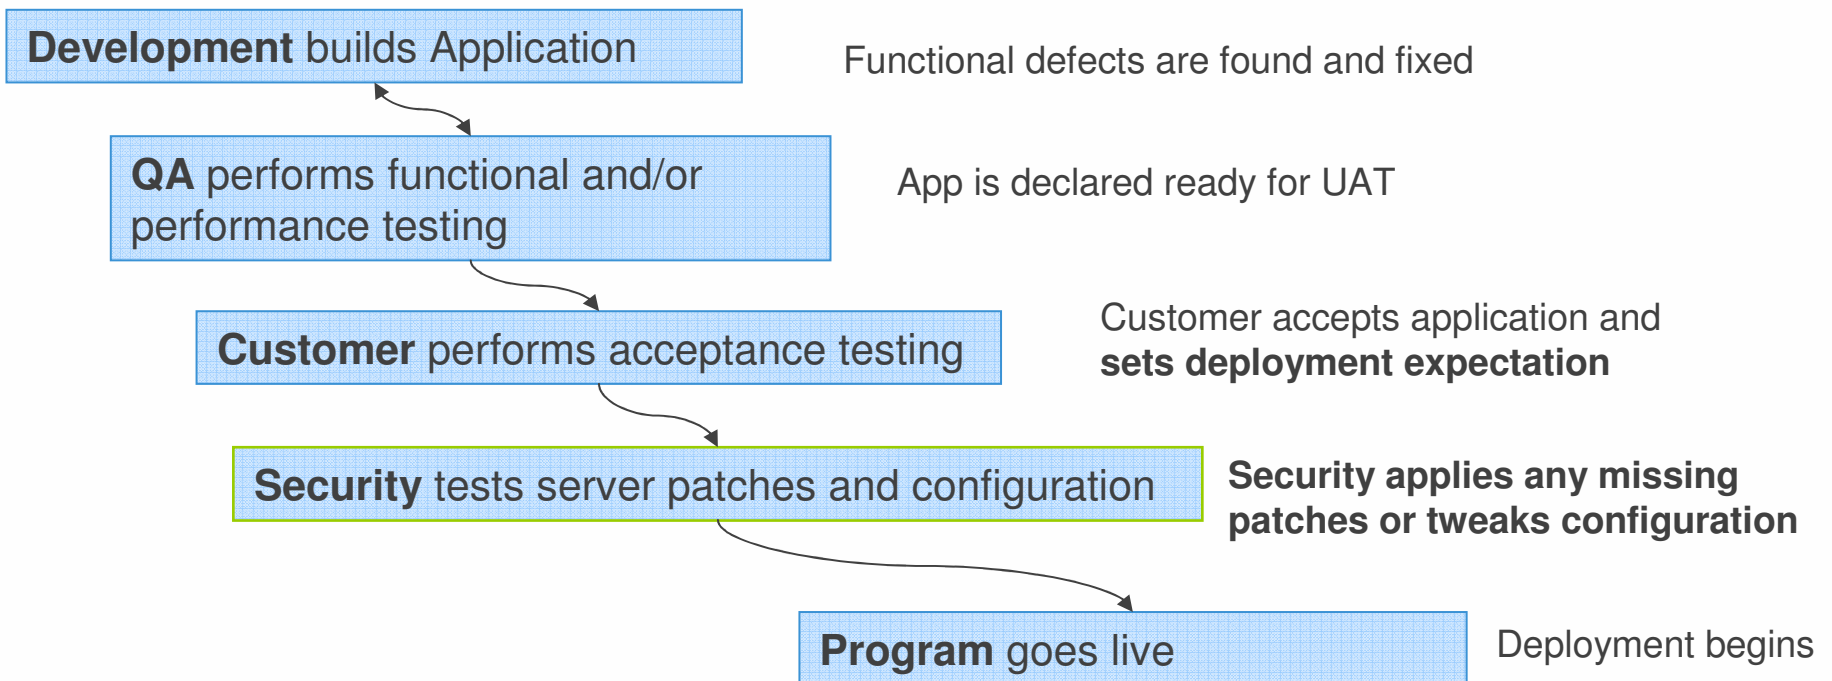 Development builds Application
Functional defects are found and fixed
QA performs functional and/or
performance testing
App is declared ready for UAT
Customer performs acceptance testing
Customer accepts application and
sets deployment expectation
Security tests server patches and configuration
Security applies any missing
patches or tweaks configuration
Program goes live
Deployment begins